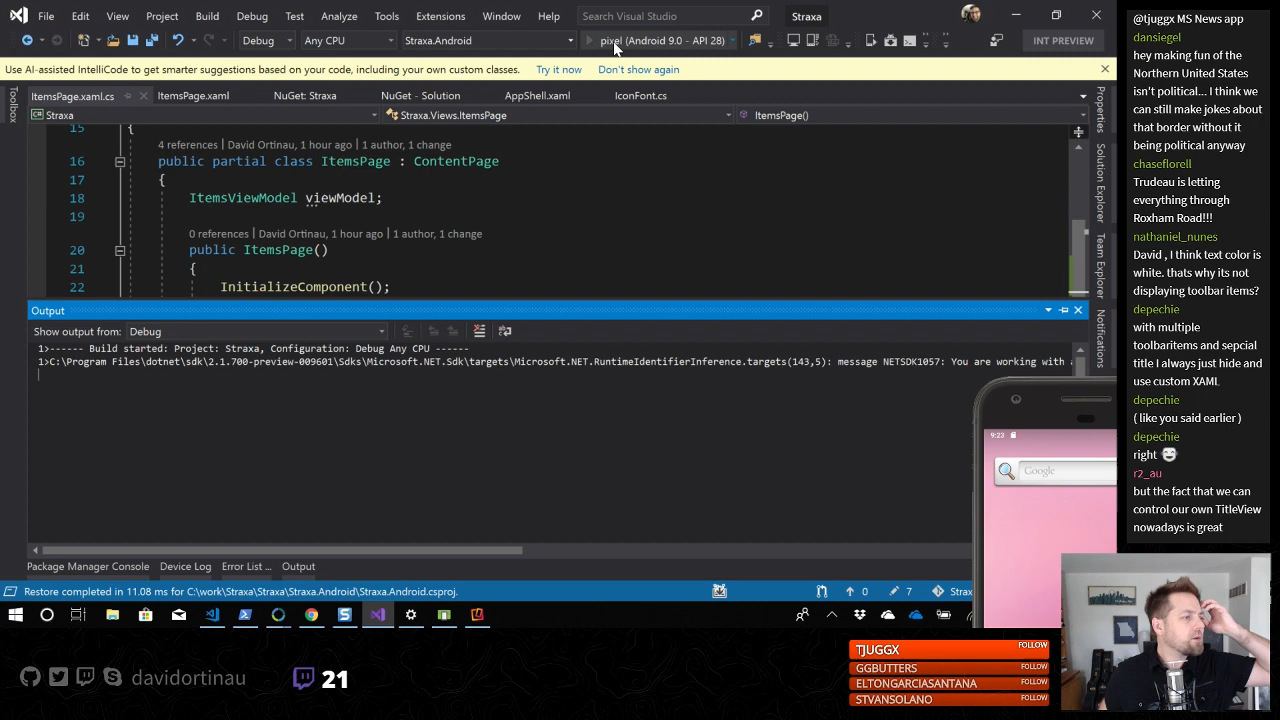 File Edit View Project Build Debug Test Analyze Tools Extensions Window Help Search Visual Studio Straxa
Debug Any CPU Straxa.Android pixel (Android 9.0 - API 28) INT PREVIEW
Use AI-assisted IntelliCode to get smarter suggestions based on your code, including your own custom classes. Try it now Don't show again
ItemsPage.xaml.cs ItemsPage.xaml NuGet: Straxa NuGet - Solution AppShell.xaml IconFont.cs
Straxa Straxa.Views.ItemsPage ItemsPage()
Toolbox
15 {
4 references | David Ortinau, 1 hour ago | 1 author, 1 change
16 public partial class ItemsPage : ContentPage
17 {
18 ItemsViewModel viewModel;
19
0 references | David Ortinau, 1 hour ago | 1 author, 1 change
20 public ItemsPage()
21 {
22 InitializeComponent();
Properties
Solution Explorer
Team Explorer
Notifications
Output
Show output from: Debug
1>------ Build started: Project: Straxa, Configuration: Debug Any CPU ------
1>C:\Program Files\dotnet\sdk\2.1.700-preview-009601\Sdks\Microsoft.NET.Sdk\targets\Microsoft.NET.RuntimeIdentifierInference.targets(143,5): message NETSDK1057: You are working with
9:23
Google
Package Manager Console Device Log Error List ... Output
Restore completed in 11.08 ms for C:\work\Straxa\Straxa\Straxa.Android\Straxa.Android.csproj. 0 7 Strax
@tjuggx MS News app
dansiegel
hey making fun of the
Northern United States
isn't political... I think we
can still make jokes about
that border without it
being political anyway
chaseflorell
Trudeau is letting
everything through
Roxham Road!!!
nathaniel_nunes
David , I think text color is
white. thats why its not
displaying toolbar items?
depechie
with multiple
toolbaritems and sepcial
title I always just hide and
use custom XAML
depechie
( like you said earlier )
depechie
right
r2_au
but the fact that we can
control our own TitleView
nowadays is great
davidortinau 21
TJUGGX FOLLOW
GGBUTTERS FOLLOW
ELTONGARCIASANTANA FOLLOW
STVANSOLANO FOLLOW